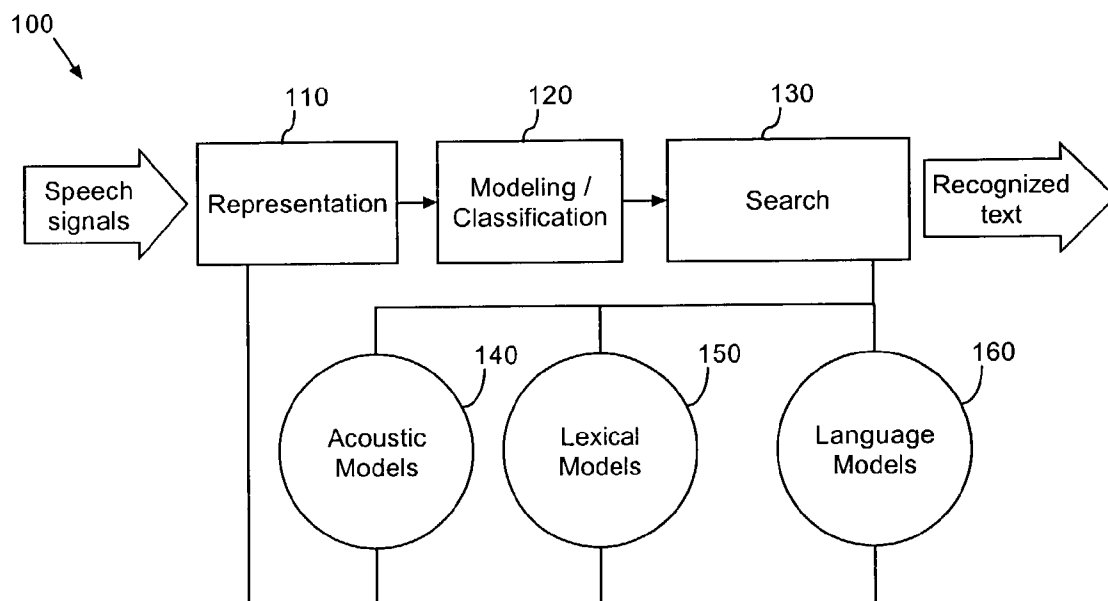 100
110
120
130
Speech
signals
Representation
Modeling /
Classification
Search
Recognized
text
140
150
160
Acoustic
Models
Lexical
Models
Language
Models